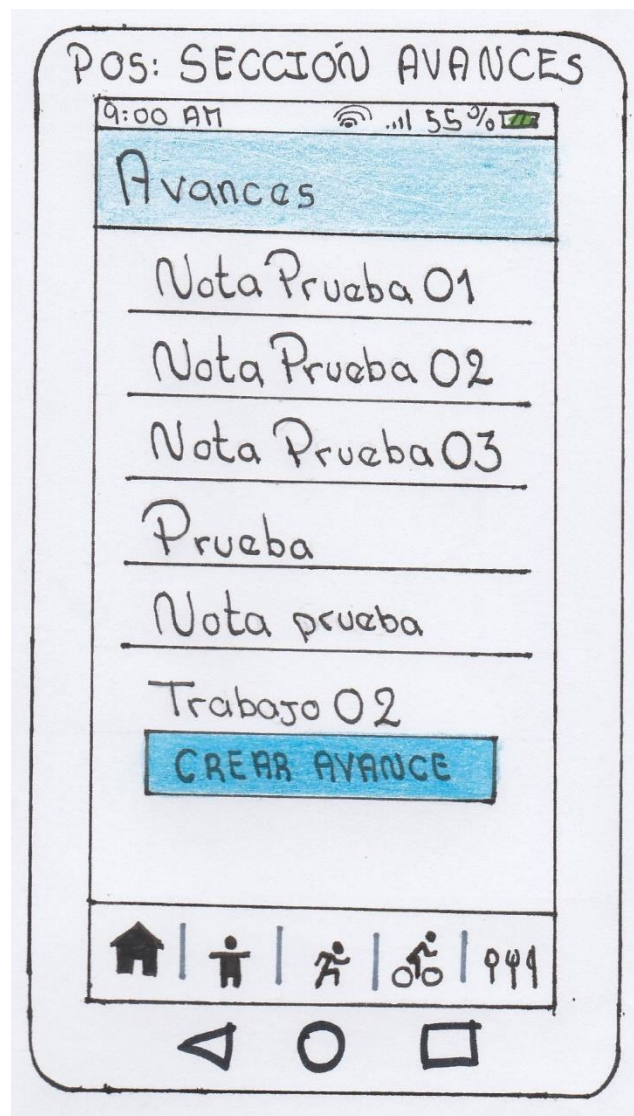 POS: SECCIÓN AVANCES
9:00 AM 55%
Avances
Nota Prueba 01
Nota Prueba 02
Nota Prueba 03
Prueba
Nota prueba
Trabajo 02
CREAR AVANCE